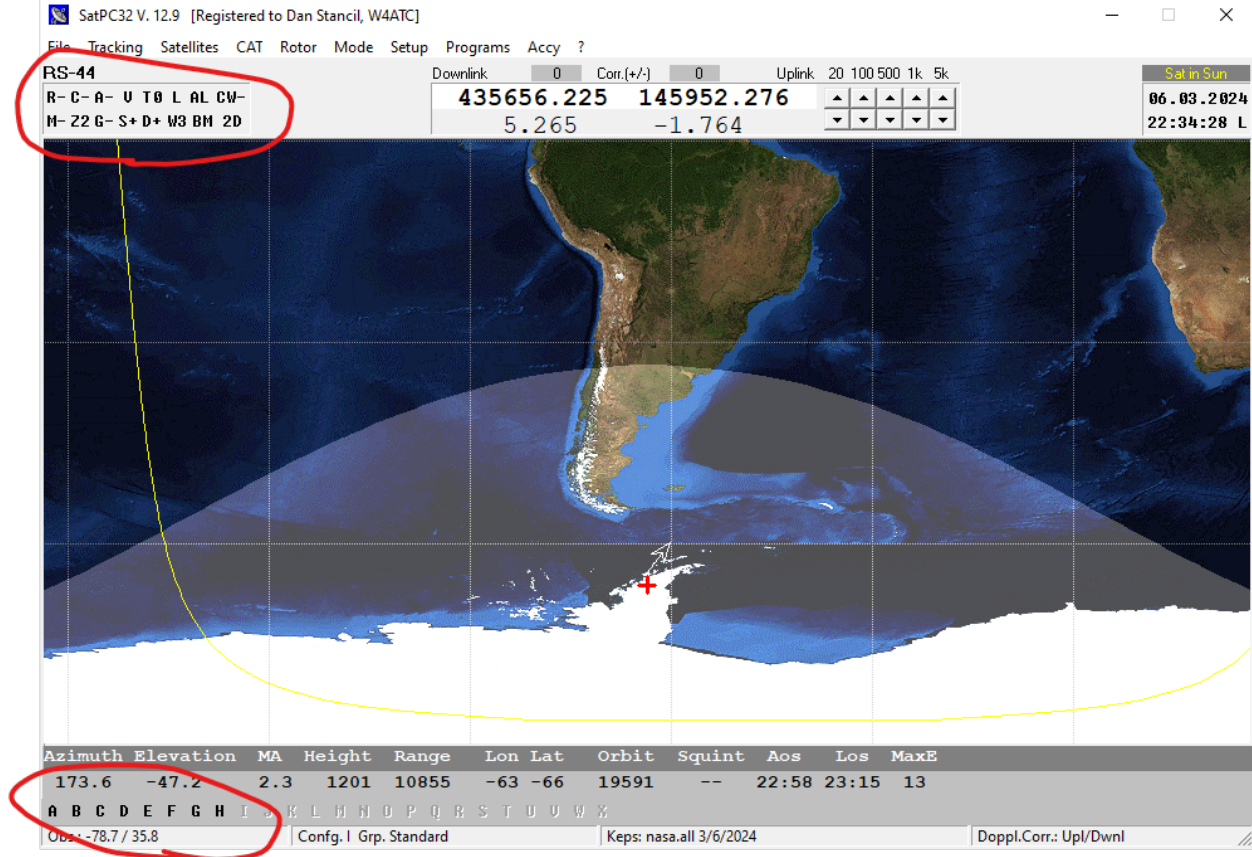 SatPC32 V. 12.9 [Registered to Dan Stancil, W4ATC]
File Tracking Satellites CAT Rotor Mode Setup Programs Accy ?
RS-44 Downlink 0 Corr.(+/-) 0 Uplink 20 100 500 1k 5k Sat in Sun
R- C- A- V T0 L AL CW- 435656.225 145952.276 06.03.2024
M- Z2 G- S+ D+ W3 BM 2D 5.265 -1.764 22:34:28 L
Azimuth Elevation MA Height Range Lon Lat Orbit Squint Aos Los MaxE
173.6 -47.2 2.3 1201 10855 -63 -66 19591 -- 22:58 23:15 13
A B C D E F G H I J K L M N O P Q R S T U V W X
Obs.: -78.7 / 35.8 Confg. I Grp. Standard Keps: nasa.all 3/6/2024 Doppl.Corr.: Upl/Dwnl